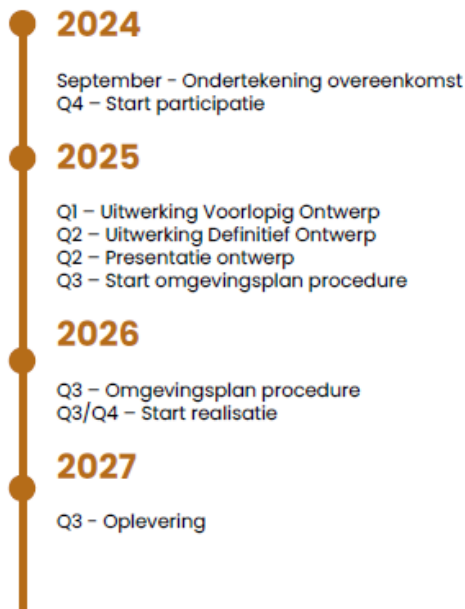 2024
September - Ondertekening overeenkomst
Q4 – Start participatie
2025
Q1 – Uitwerking Voorlopig Ontwerp
Q2 – Uitwerking Definitief Ontwerp
Q2 – Presentatie ontwerp
Q3 – Start omgevingsplan procedure
2026
Q3 – Omgevingsplan procedure
Q3/Q4 – Start realisatie
2027
Q3 - Oplevering